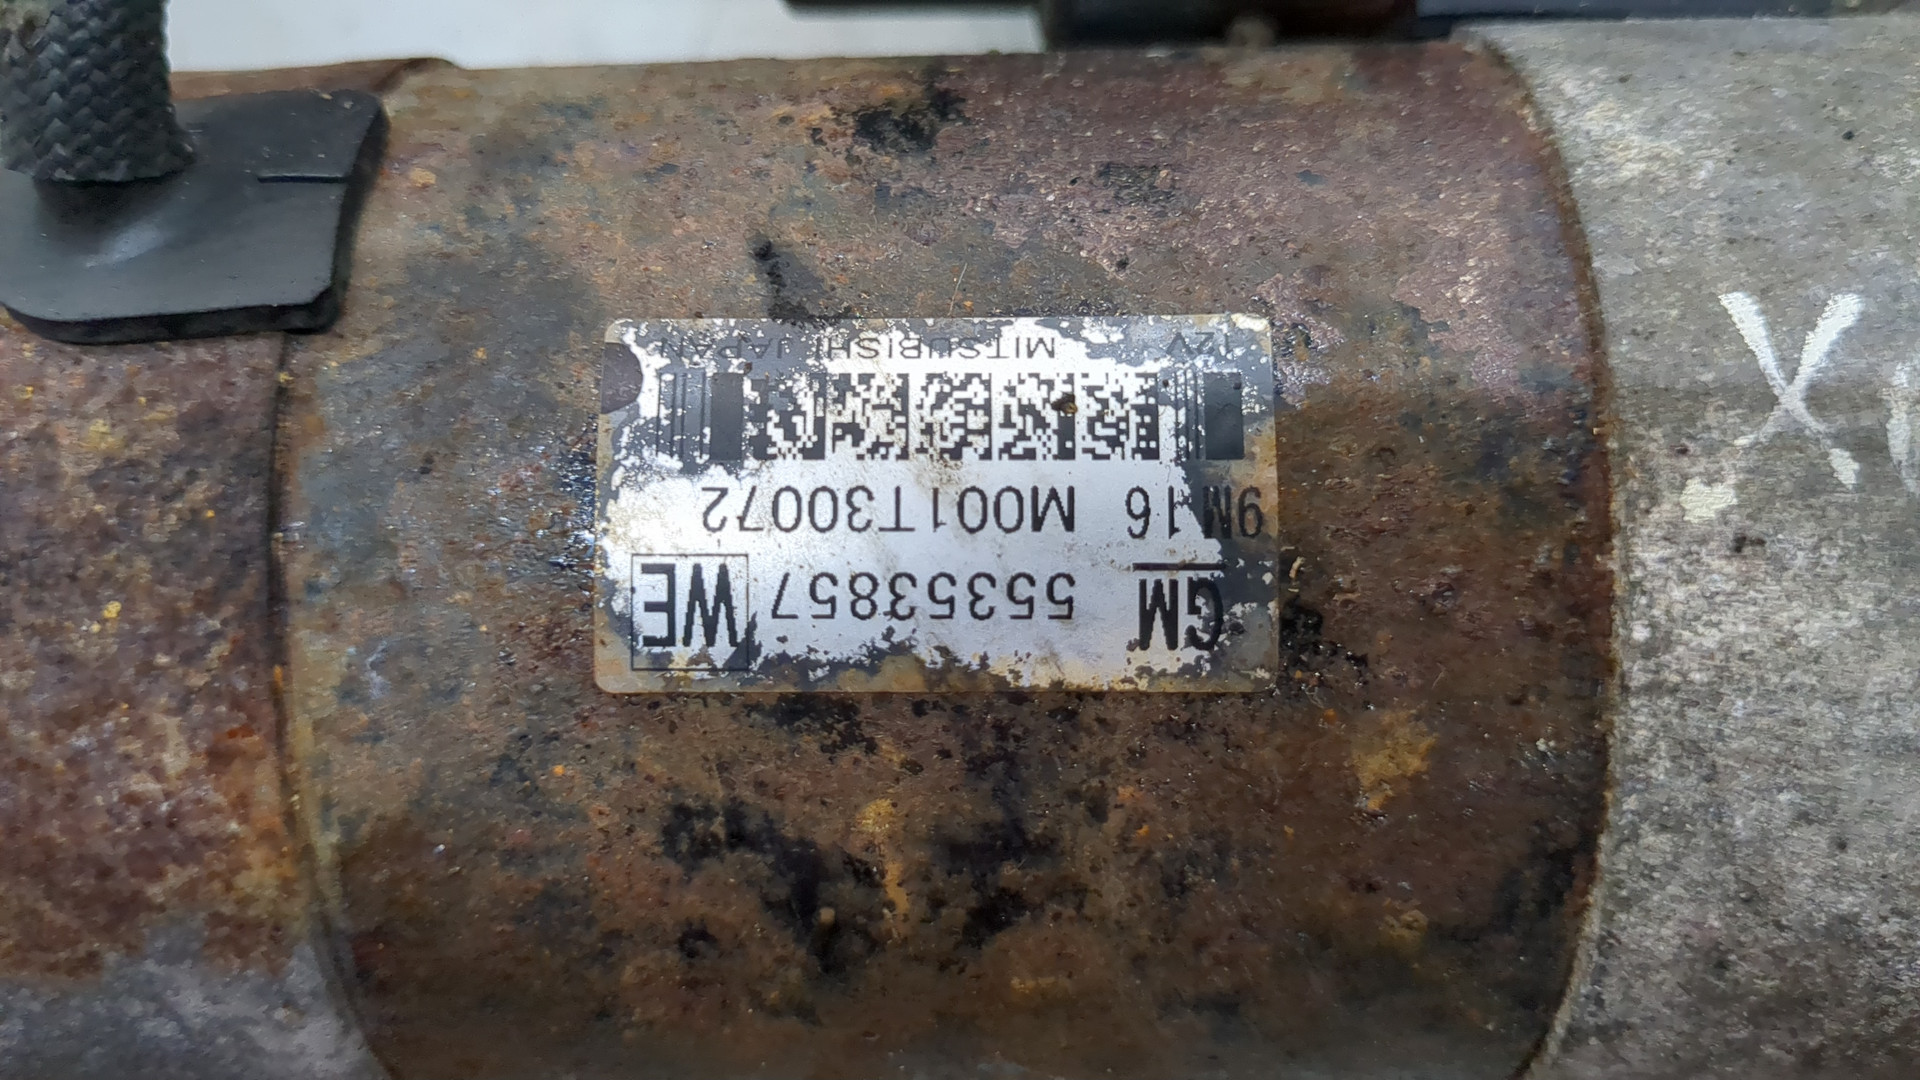 GM 55353857 WE
9M16 M001T30072
12V MITSUBISHI JAPAN
X